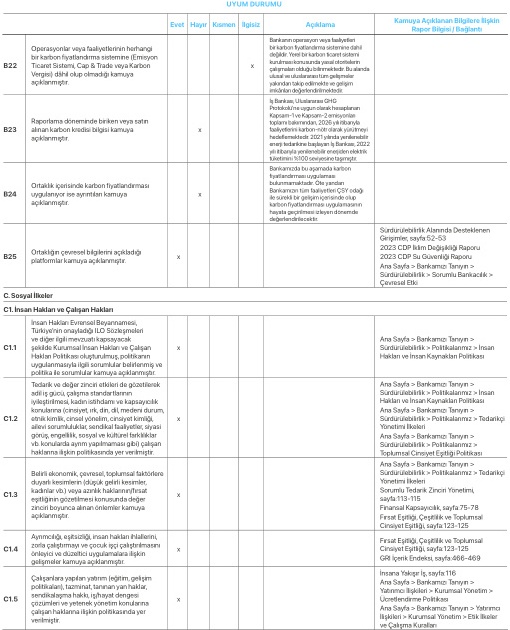 UYUM DURUMU
Evet Hayır Kısmen İlgisiz Açıklama Kamuya Açıklanan Bilgilere İlişkin
Rapor Bilgisi / Bağlantı
B22
Operasyonlar veya faaliyetlerinin herhangi
bir karbon fiyatlandırma sistemine (Emisyon
Ticaret Sistemi, Cap & Trade veya Karbon
Vergisi) dâhil olup olmadığı kamuya
açıklanmıştır.
x
Bankanın operasyon veya faaliyetleri
bir karbon fiyatlandırma sistemine dahil
değildir. Yerel bir karbon ticaret sistemi
kurulması konusunda yasal otoritelerin
çalışmaları olduğu bilinmektedir. Bu alanda
ulusal ve uluslararası tüm gelişmeler
yakından takip edilmekte ve gelişim
imkânları değerlendirilmektedir.
B23
Raporlama döneminde biriken veya satın
alınan karbon kredisi bilgisi kamuya
açıklanmıştır.
x
İş Bankası, Uluslararası GHG
Protokolü'ne uygun olarak hesaplanan
Kapsam-1 ve Kapsam-2 emisyonları
toplamı bakımından, 2026 yılı itibarıyla
faaliyetlerini karbon-nötr olarak yürütmeyi
hedeflemektedir. 2021 yılında yenilenebilir
enerji tedarikine başlayan İş Bankası, 2022
yılı itibarıyla yenilenebilir enerjiden elektrik
tüketimini %100 seviyesine taşımıştır.
B24
Ortaklık içerisinde karbon fiyatlandırması
uygulanıyor ise ayrıntıları kamuya
açıklanmıştır.
x
Bankamızda bu aşamada karbon
fiyatlandırması uygulaması
bulunmamaktadır. Öte yandan
Bankamızın tüm faaliyetleri ÇSY odağı
ile sürekli bir gelişim içerisinde olup
karbon fiyatlandırması uygulamasının
hayata geçirilmesi izleyen dönemde
değerlendirilecektir.
B25
Ortaklığın çevresel bilgilerini açıkladığı
platformlar kamuya açıklanmıştır.
x
Sürdürülebilirlik Alanında Desteklenen
Girişimler, sayfa:52-53
2023 CDP İklim Değişikliği Raporu
2023 CDP Su Güvenliği Raporu
Ana Sayfa > Bankamızı Tanıyın >
Sürdürülebilirlik > Sorumlu Bankacılık >
Çevresel Etki
C. Sosyal İlkeler
C1. İnsan Hakları ve Çalışan Hakları
C1.1
İnsan Hakları Evrensel Beyannamesi,
Türkiye'nin onayladığı ILO Sözleşmeleri
ve diğer ilgili mevzuatı kapsayacak
şekilde Kurumsal İnsan Hakları ve Çalışan
Hakları Politikası oluşturulmuş, politikanın
uygulanmasıyla ilgili sorumlular belirlenmiş ve
politika ile sorumlular kamuya açıklanmıştır.
x
Ana Sayfa > Bankamızı Tanıyın >
Sürdürülebilirlik > Politikalarımız > İnsan
Hakları ve İnsan Kaynakları Politikası
C1.2
Tedarik ve değer zinciri etkileri de gözetilerek
adil iş gücü, çalışma standartlarının
iyileştirilmesi, kadın istihdamı ve kapsayıcılık
konularına (cinsiyet, ırk, din, dil, medeni durum,
etnik kimlik, cinsel yönelim, cinsiyet kimliği,
ailevi sorumluluklar, sendikal faaliyetler, siyasi
görüş, engellilik, sosyal ve kültürel farklılıklar
vb. konularda ayrım yapılmaması gibi) çalışan
haklarına ilişkin politikasında yer verilmiştir.
x
Ana Sayfa > Bankamızı Tanıyın >
Sürdürülebilirlik > Politikalarımız > İnsan
Hakları ve İnsan Kaynakları Politikası
Ana Sayfa > Bankamızı Tanıyın >
Sürdürülebilirlik > Politikalarımız > Tedarikçi
Yönetimi İlkeleri
Ana Sayfa > Bankamızı Tanıyın >
Sürdürülebilirlik > Politikalarımız >
Toplumsal Cinsiyet Eşitliği Politikası
C1.3
Belirli ekonomik, çevresel, toplumsal faktörlere
duyarlı kesimlerin (düşük gelirli kesimler,
kadınlar vb.) veya azınlık haklarının/fırsat
eşitliğinin gözetilmesi konusunda değer
zinciri boyunca alınan önlemler kamuya
açıklanmıştır.
x
Ana Sayfa > Bankamızı Tanıyın >
Sürdürülebilirlik > Politikalarımız > Tedarikçi
Yönetimi İlkeleri
Sorumlu Tedarik Zinciri Yönetimi,
sayfa:113-115
Finansal Kapsayıcılık, sayfa:75-78
Fırsat Eşitliği, Çeşitlilik ve Toplumsal
Cinsiyet Eşitliği, sayfa:123-125
C1.4
Ayrımcılığı, eşitsizliği, insan hakları ihlallerini,
zorla çalıştırmayı ve çocuk işçi çalıştırılmasını
önleyici ve düzeltici uygulamalara ilişkin
gelişmeler kamuya açıklanmıştır.
x
Fırsat Eşitliği, Çeşitlilik ve Toplumsal
Cinsiyet Eşitliği, sayfa:123-125
GRI İçerik Endeksi, sayfa:466-469
C1.5
Çalışanlara yapılan yatırım (eğitim, gelişim
politikaları), tazminat, tanınan yan haklar,
sendikalaşma hakkı, iş/hayat dengesi
çözümleri ve yetenek yönetimi konularına
çalışan haklarına ilişkin politikasında yer
verilmiştir.
x
İnsana Yakışır İş, sayfa:116
Ana Sayfa > Bankamızı Tanıyın >
Yatırımcı İlişkileri > Kurumsal Yönetim >
Ücretlendirme Politikası
Ana Sayfa > Bankamızı Tanıyın > Yatırımcı
İlişkileri > Kurumsal Yönetim > Etik İlkeler
ve Çalışma Kuralları